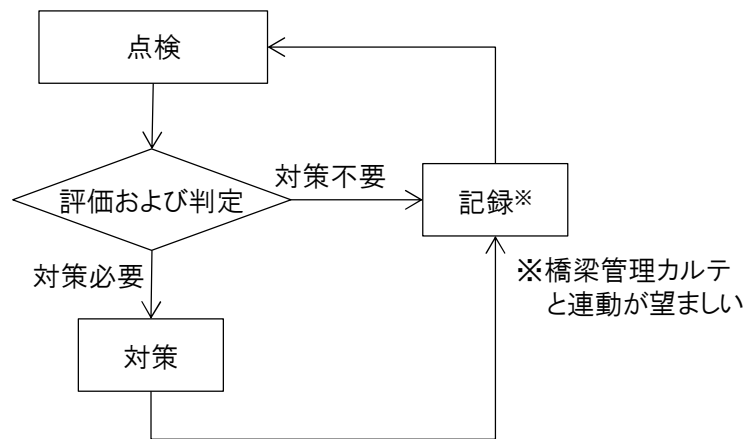 点検
評価および判定
対策不要
記録※
対策必要
※橋梁管理カルテ
と連動が望ましい
対策